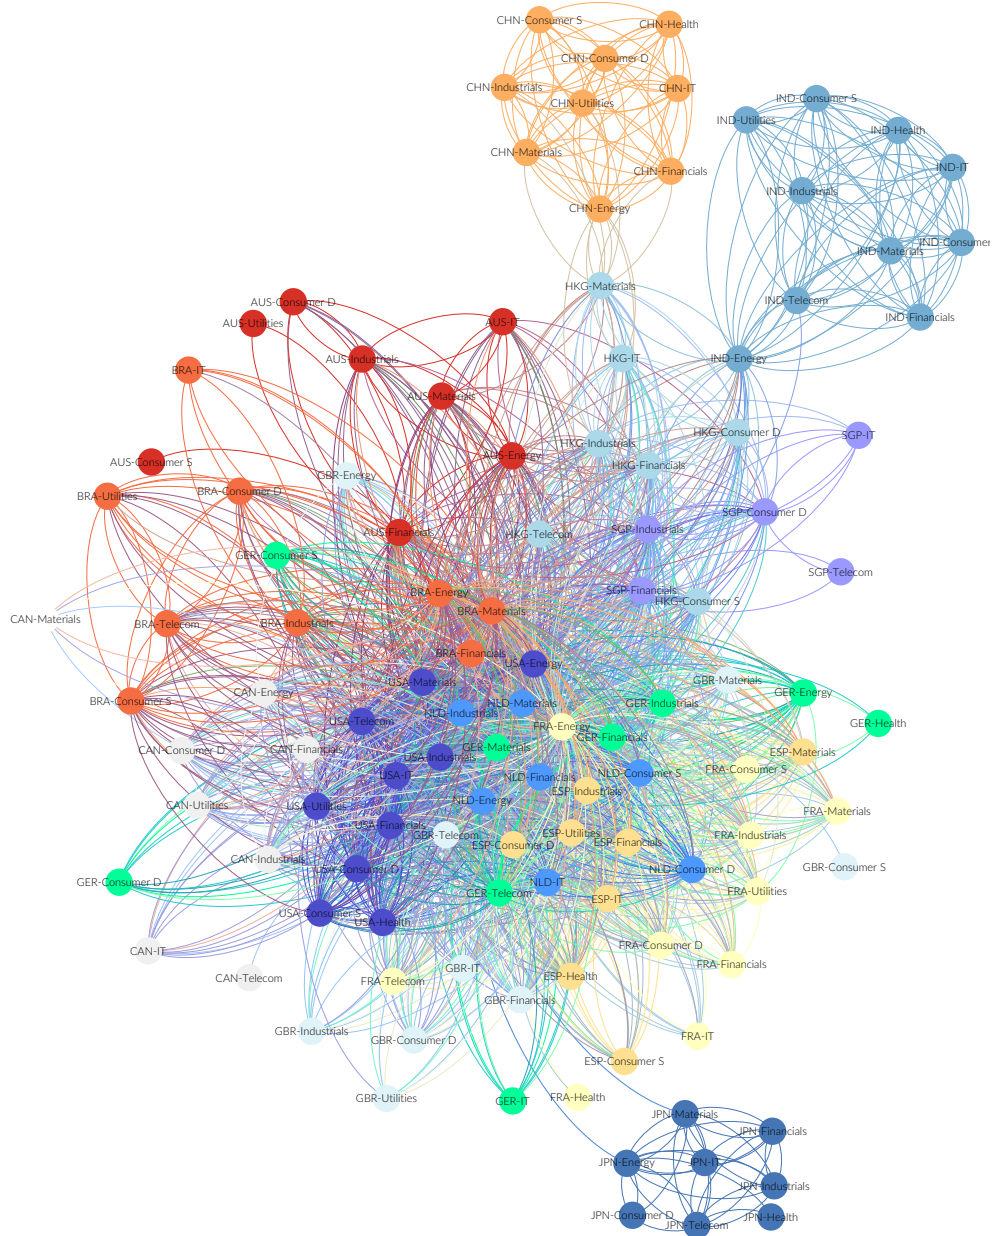 CHN-Consumer S
CHN-Health
CHN-Consumer D
CHN-Industrials
CHN-IT
CHN-Utilities
IND-Consumer S
IND-Utilities
IND-Health
CHN-Materials
IND-IT
CHN-Financials
IND-Industrials
CHN-Energy
IND-Consumer
IND-Materials
HKG-Materials
IND-Telecom
AUS-Consumer D
IND-Financials
AUS-Utilities
AUS-IT
AUS-Industrials
HKG-IT
IND-Energy
BRA-IT
AUS-Materials
HKG-Consumer D
SGP-IT
HKG-Industrials
AUS-Energy
AUS-Consumer S
HKG-Financials
GBR-Energy
BRA-Consumer D
BRA-Utilities
SGP-Consumer D
SGP-Industrials
AUS-Financials
HKG-Telecom
GER-Consumer S
SGP-Telecom
SGP-Financials
BRA-Energy
HKG-Consumer S
BRA-Materials
CAN-Materials
BRA-Telecom
BRA-Industrials
BRA-Financials
USA-Energy
GBR-Materials
USA-Materials
CAN-Energy
GER-Energy
BRA-Consumer S
NLD-Materials
GER-Industrials
NLD-Industrials
USA-Telecom
GER-Health
FRA-Energy
GER-Financials
GER-Materials
CAN-Consumer D
CAN-Financials
ESP-Materials
USA-Industrials
FRA-Consumer S
NLD-Consumer S
USA-IT
NLD-Financials
ESP-Industrials
NLD-Energy
CAN-Utilities
USA-Utilities
FRA-Materials
USA-Financials
ESP-Utilities
GBR-Telecom
FRA-Industrials
ESP-Financials
ESP-Consumer D
CAN-Industrials
GBR-Consumer S
USA-Consumer D
NLD-Consumer D
GER-Consumer D
NLD-IT
FRA-Utilities
GER-Telecom
ESP-IT
USA-Consumer S
USA-Health
FRA-Consumer D
CAN-IT
FRA-Financials
GBR-IT
ESP-Health
CAN-Telecom
FRA-Telecom
GBR-Financials
GBR-Industrials
FRA-IT
GBR-Consumer D
ESP-Consumer S
GBR-Utilities
FRA-Health
GER-IT
JPN-Materials
JPN-Financials
JPN-Energy
JPN-IT
JPN-Industrials
JPN-Consumer D
JPN-Health
JPN-Telecom